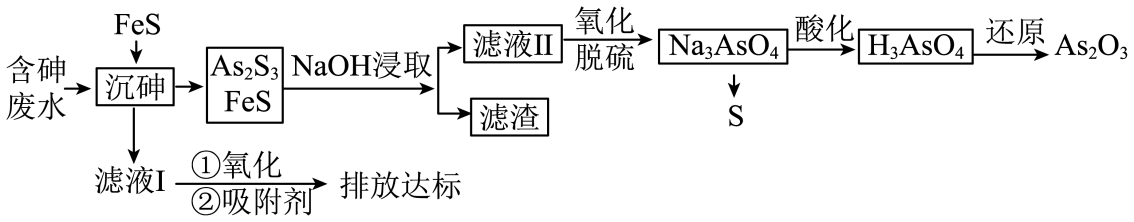 FeS
含砷
废水
沉砷
As₂S₃
FeS
NaOH浸取
滤液II
滤渣
氧化
脱硫
Na₃AsO₄
S
酸化
H₃AsO₄
还原
As₂O₃
滤液I
①氧化
②吸附剂
排放达标